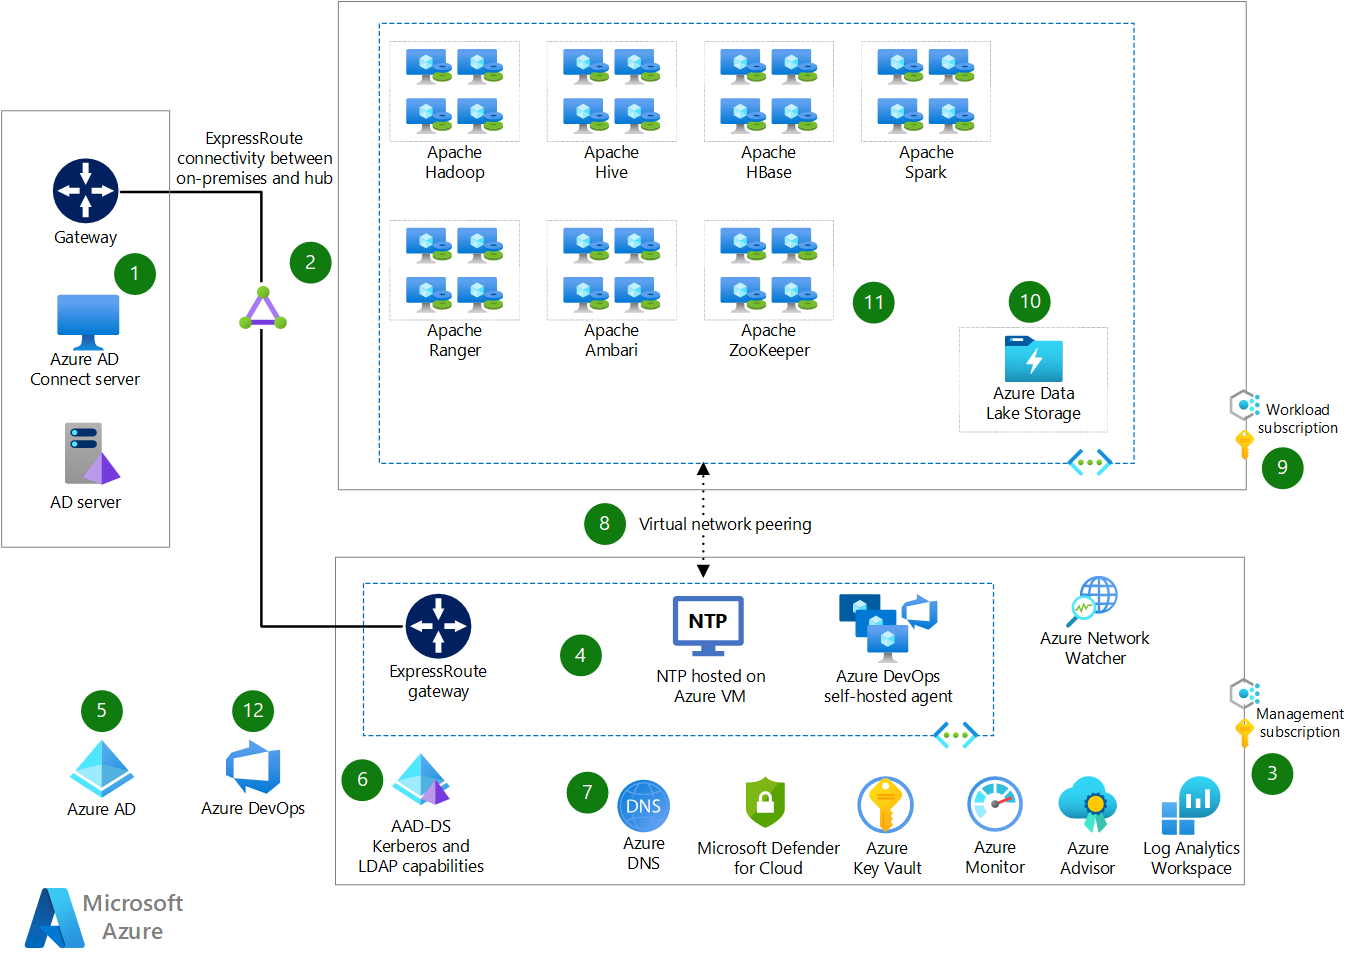 Apache
Hadoop
Apache
Hive
Apache
HBase
Apache
Spark
ExpressRoute
connectivity between
on-premises and hub
Gateway
1
2
Azure AD
Connect server
AD server
Apache
Ranger
Apache
Ambari
Apache
ZooKeeper
11
10
Azure Data
Lake Storage
Workload
subscription
9
8
Virtual network peering
ExpressRoute
gateway
4
NTP
NTP hosted on
Azure VM
Azure DevOps
self-hosted agent
Azure Network
Watcher
Management
subscription
3
5
Azure AD
12
Azure DevOps
6
AAD-DS
Kerberos and
LDAP capabilities
7
DNS
Azure
DNS
Microsoft Defender
for Cloud
Azure
Key Vault
Azure
Monitor
Azure
Advisor
Log Analytics
Workspace
Microsoft
Azure